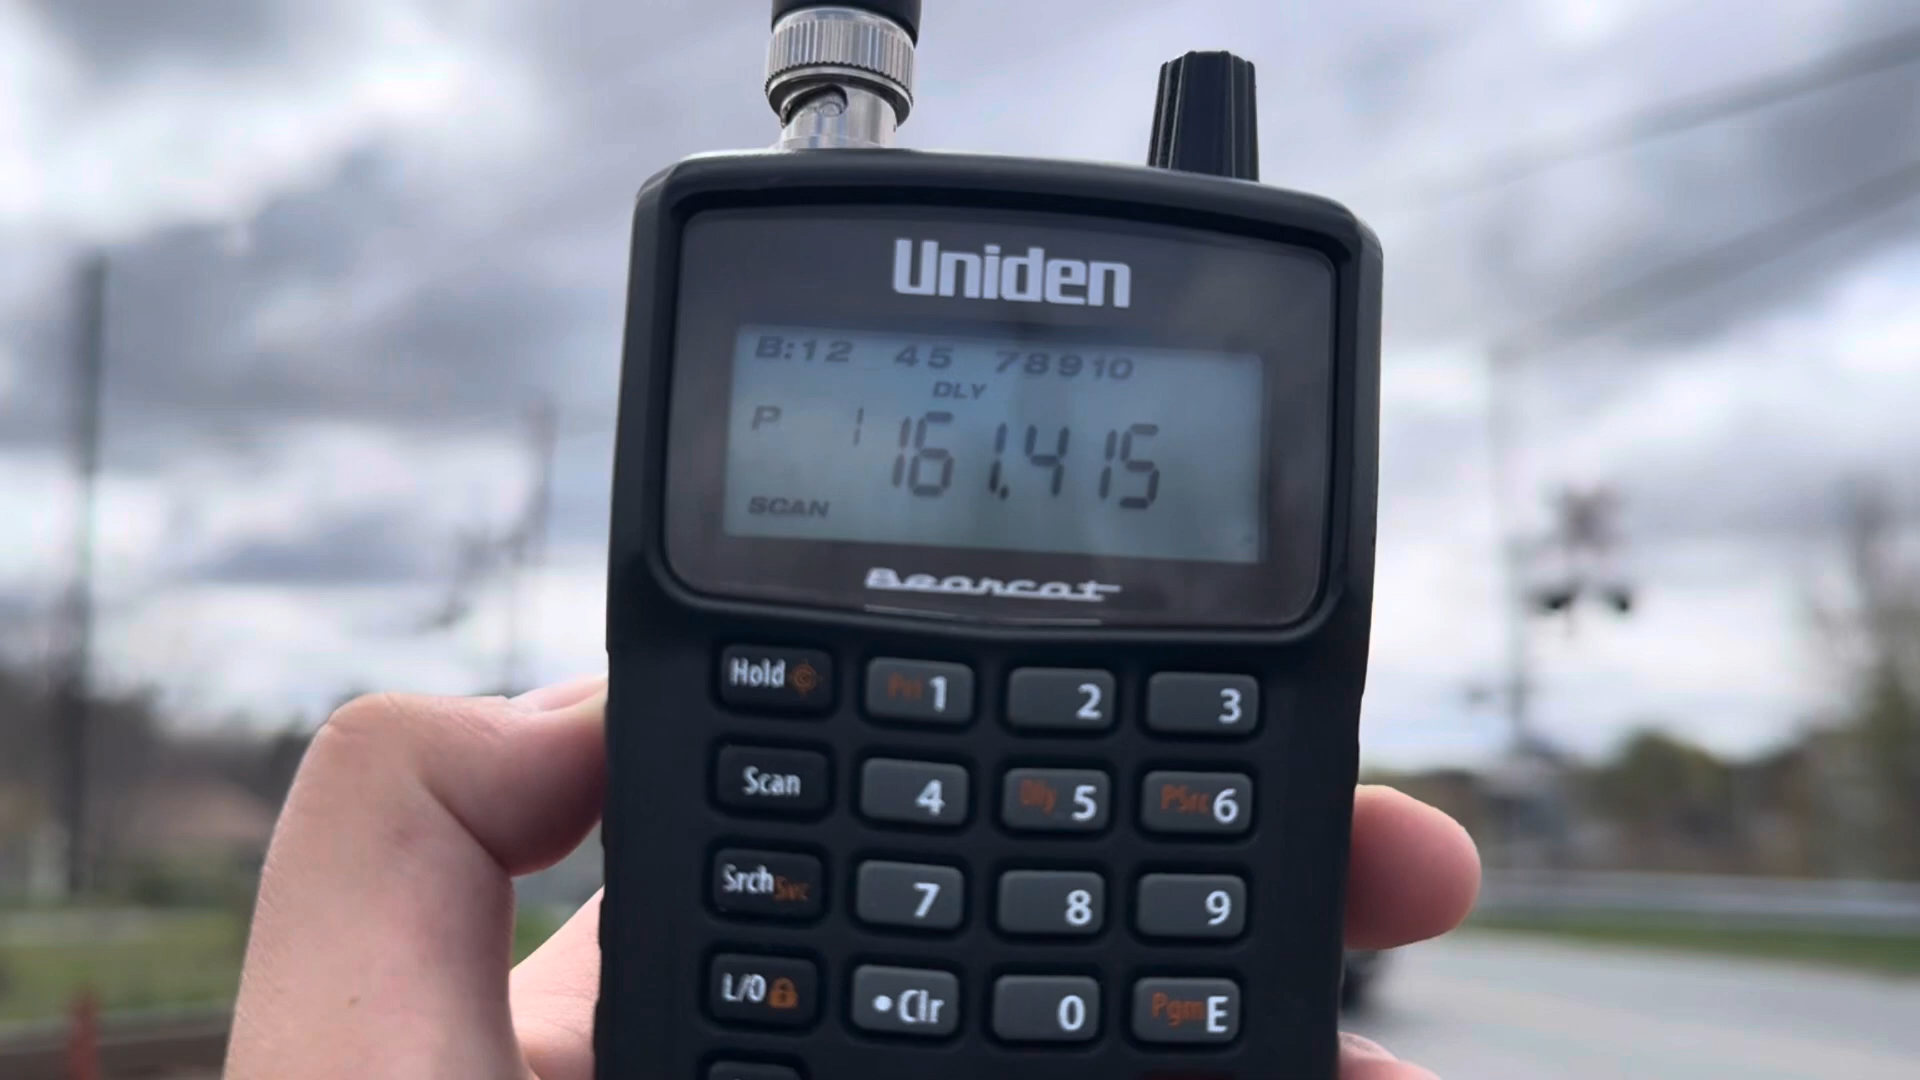 Uniden
B:12 45 78910
DLY
P 1 161.415
SCAN
Bearcat
Hold Pri 1 2 3
Scan 4 Dly 5 PSrc 6
Srch Svc 7 8 9
L/O • Clr 0 Pgm E